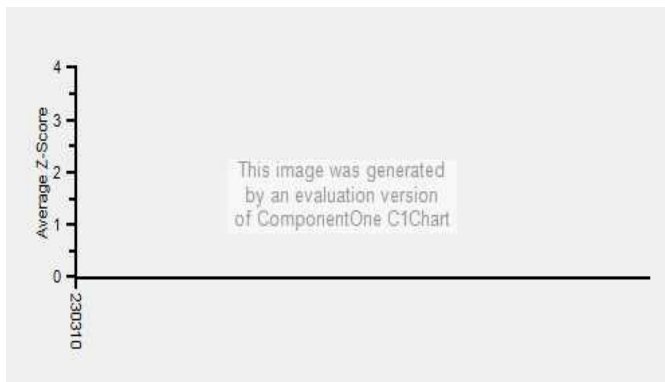 4
3
2
1
0
Average Z-Score
This image was generated
by an evaluation version
of ComponentOne C1Chart
230310